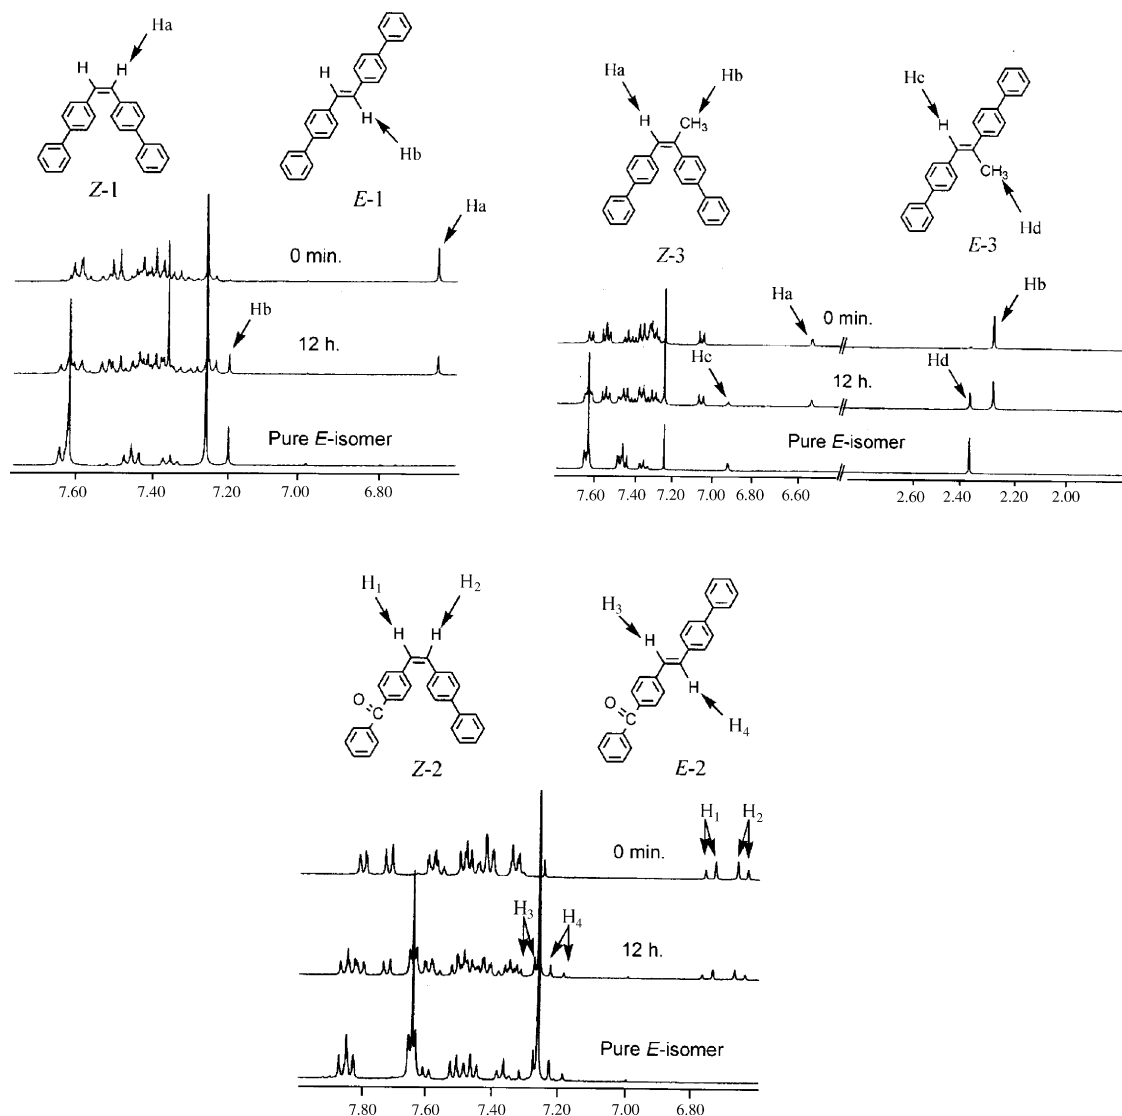 Ha
H H
Z-1
H
H
Hb
E-1
Ha
0 min.
Hb
12 h.
Pure E-isomer
7.60 7.40 7.20 7.00 6.80
Ha
Hb
H
CH3
Z-3
Hc
H
CH3
Hd
E-3
Hb
Ha
0 min.
Hc
Hd
12 h.
Pure E-isomer
7.60 7.40 7.20 7.00 6.80 6.60 2.60 2.40 2.20 2.00
H1 H2
H H
O
C
Z-2
H3
H
H
O
C
H4
E-2
H1 H2
0 min.
H3 H4
12 h.
Pure E-isomer
7.80 7.60 7.40 7.20 7.00 6.80